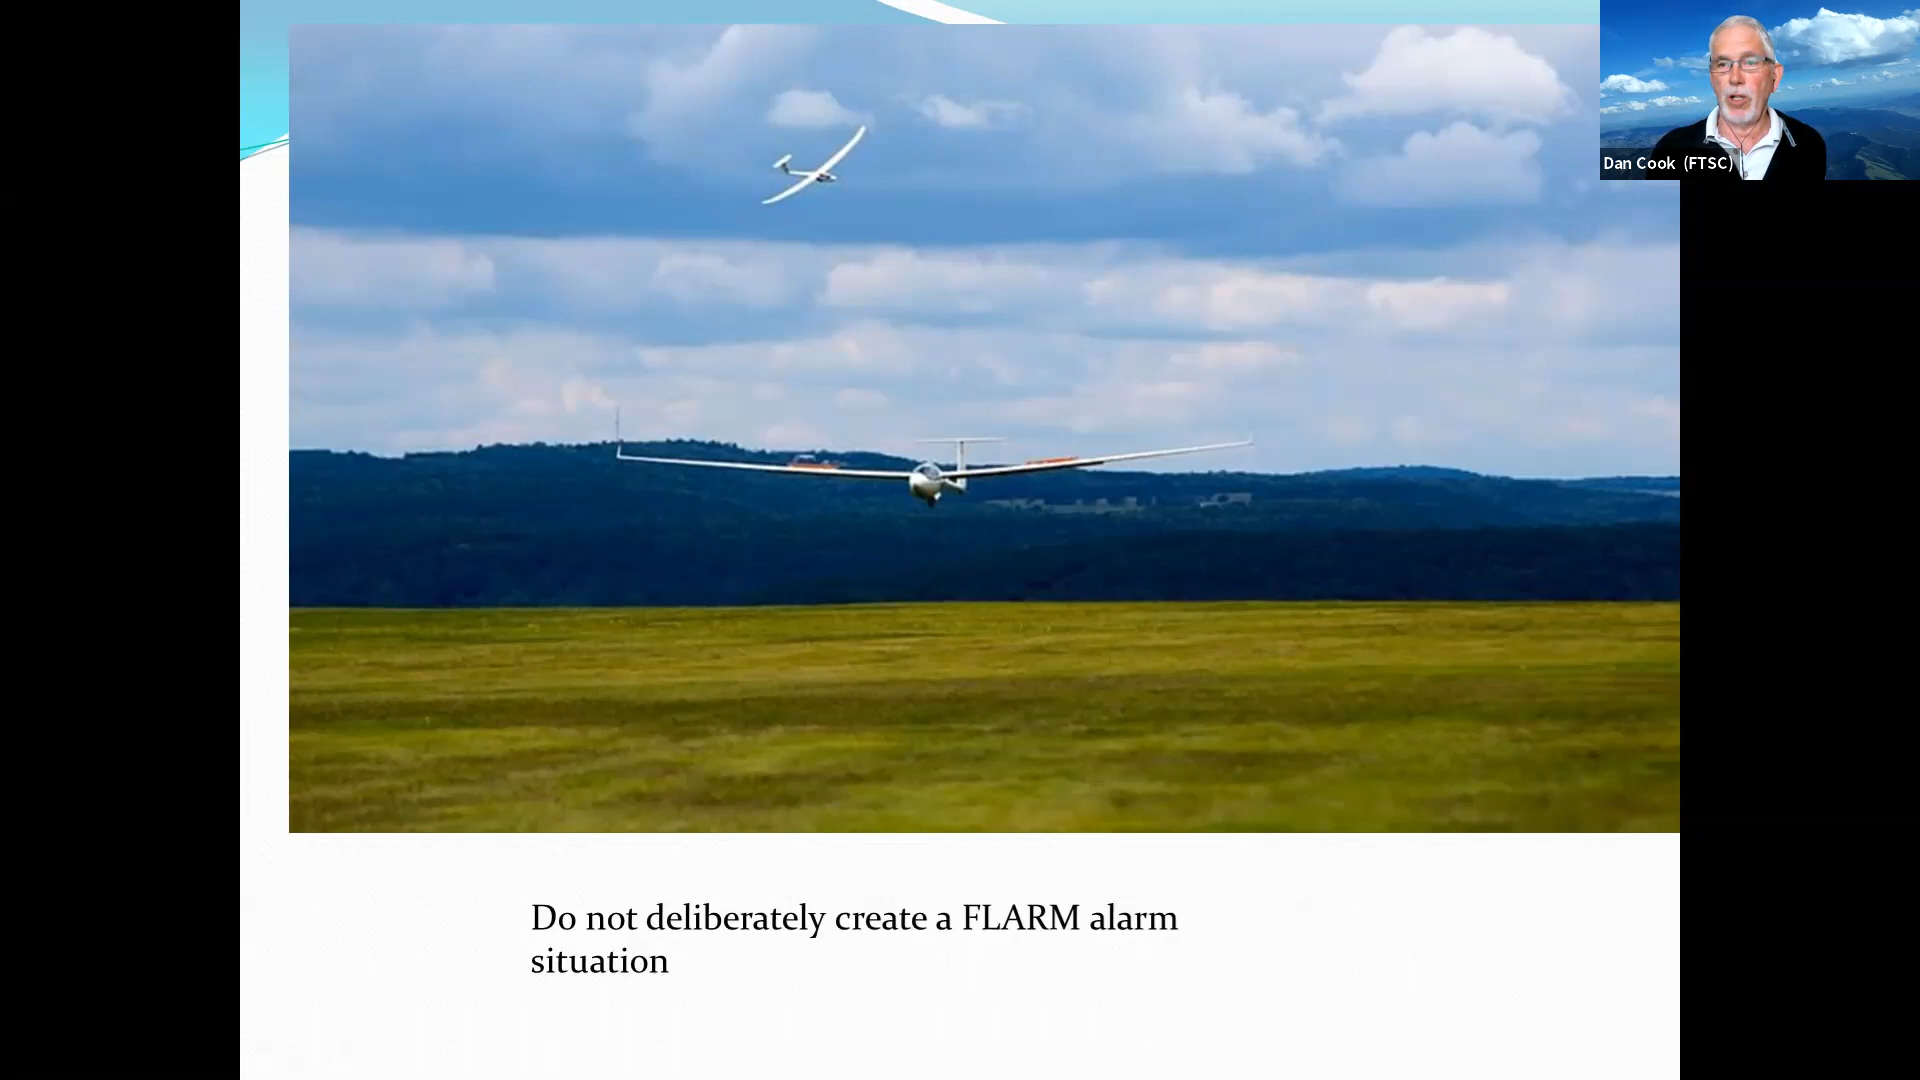 Dan Cook (FTSC)
Do not deliberately create a FLARM alarm
situation